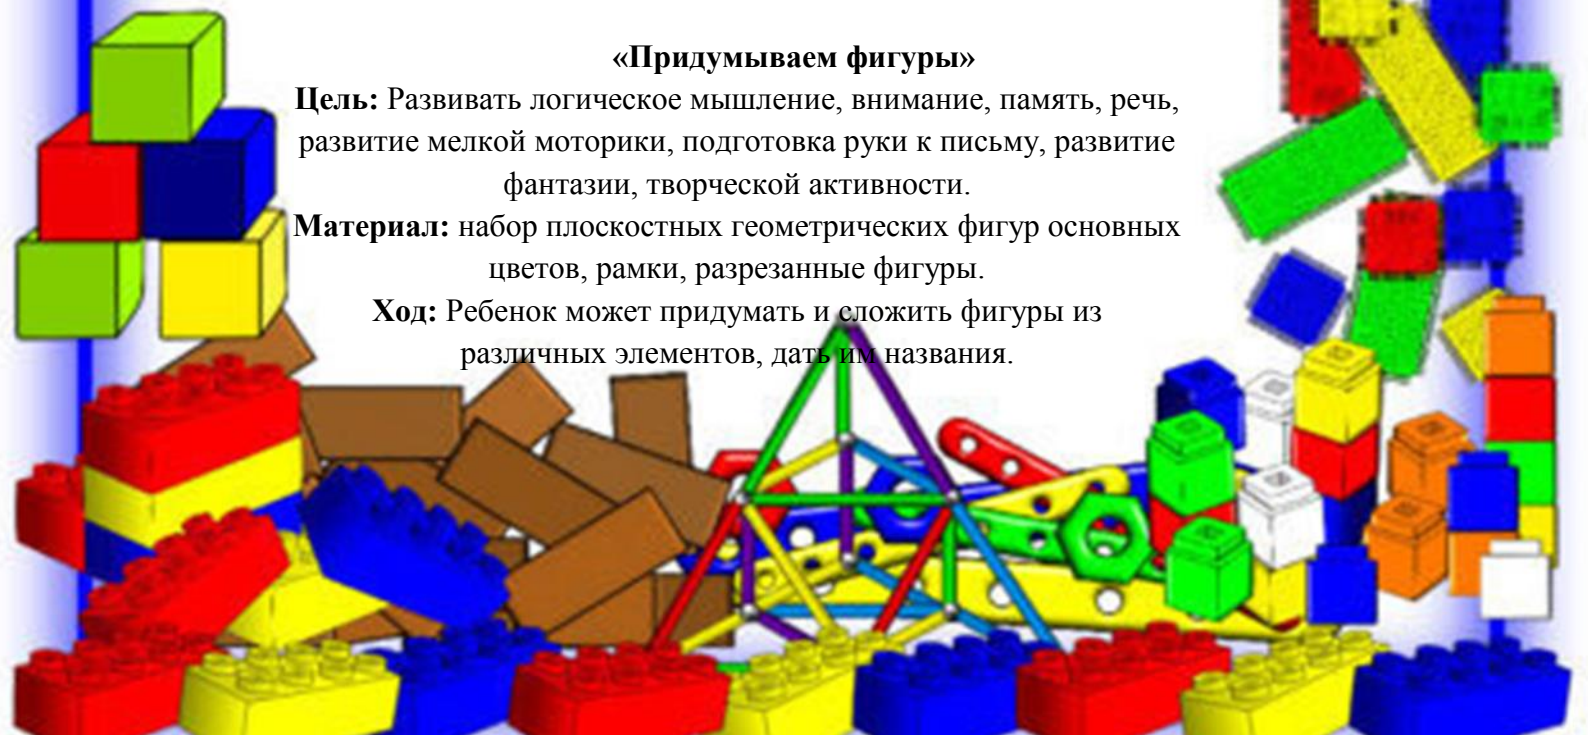 «Придумываем фигуры»
Цель: Развивать логическое мышление, внимание, память, речь,
развитие мелкой моторики, подготовка руки к письму, развитие
фантазии, творческой активности.
Материал: набор плоскостных геометрических фигур основных
цветов, рамки, разрезанные фигуры.
Ход: Ребенок может придумать и сложить фигуры из
различных элементов, дать им названия.